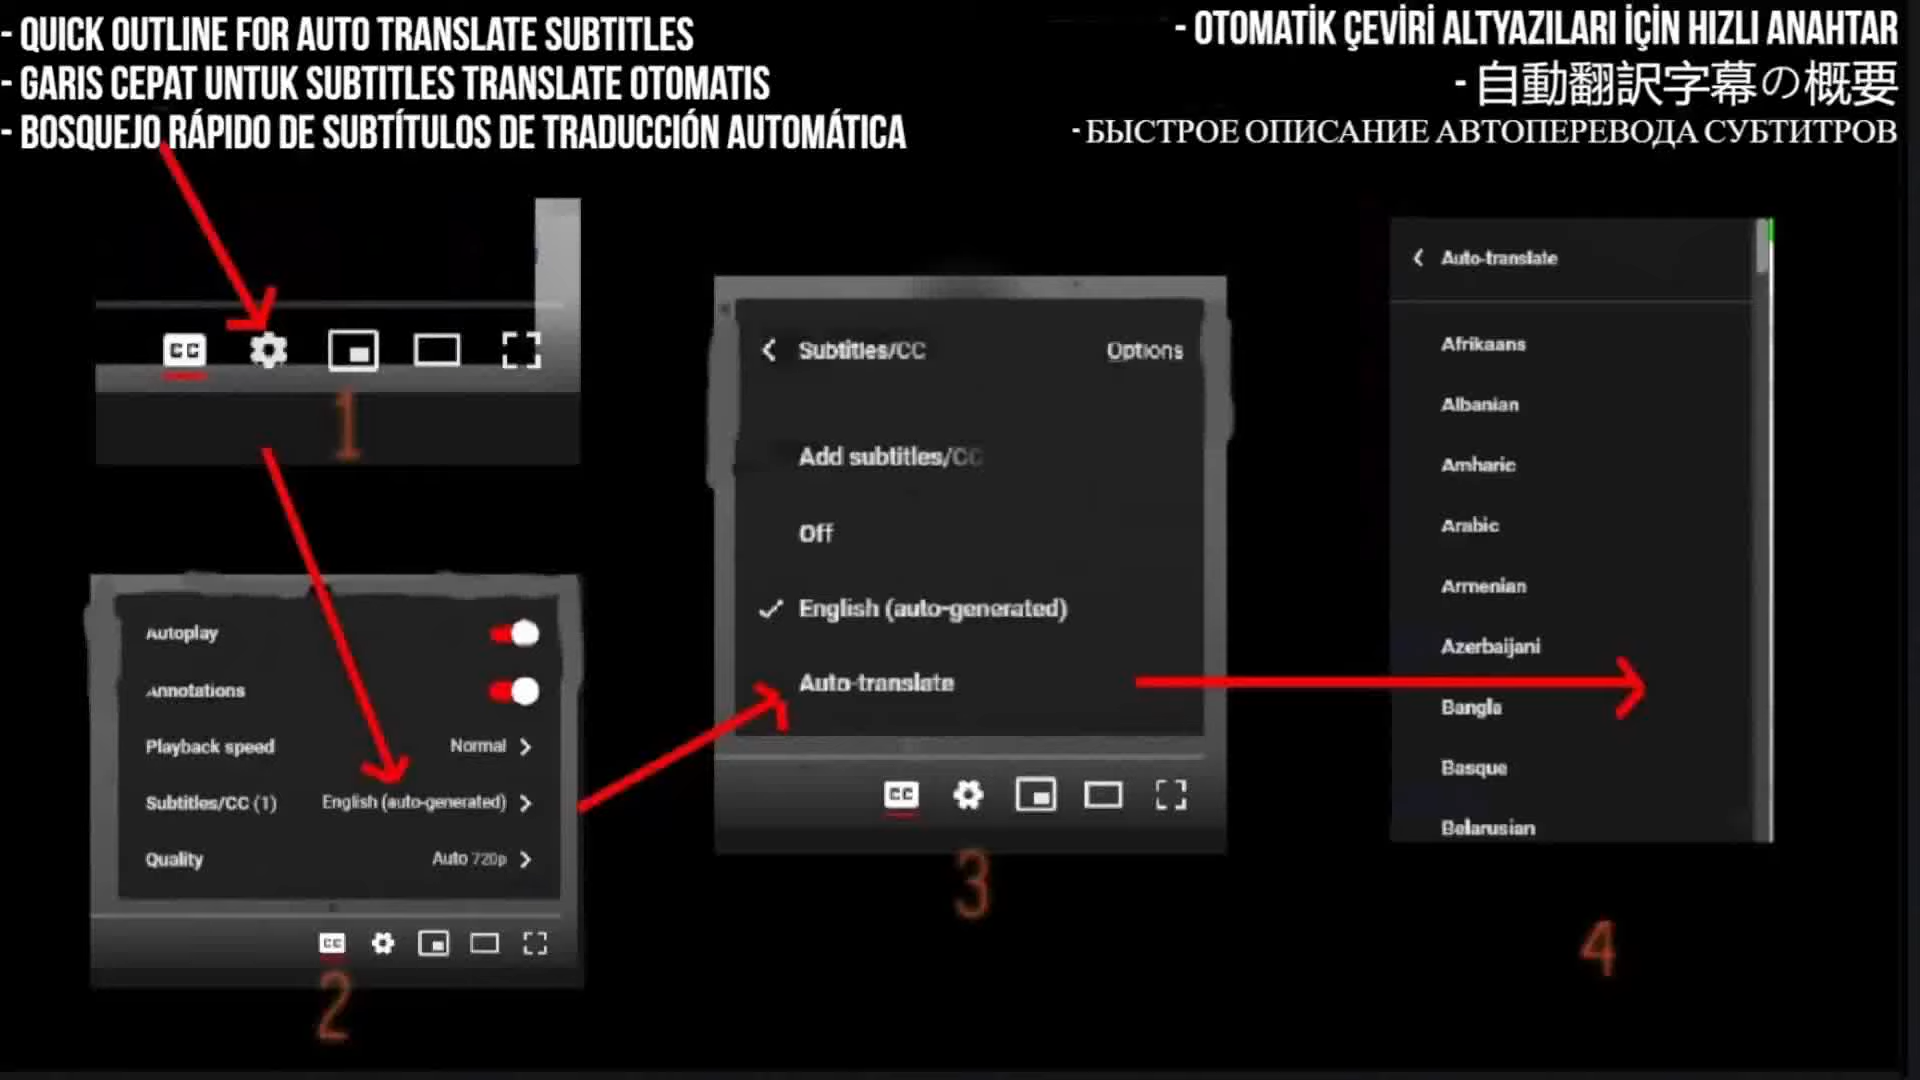 - QUICK OUTLINE FOR AUTO TRANSLATE SUBTITLES
- GARIS CEPAT UNTUK SUBTITLES TRANSLATE OTOMATIS
- BOSQUEJO RÁPIDO DE SUBTÍTULOS DE TRADUCCIÓN AUTOMÁTICA
- OTOMATİK ÇEVİRİ ALTYAZILARI İÇİN HIZLI ANAHTAR
- 自動翻訳字幕の概要
- БЫСТРОЕ ОПИСАНИЕ АВТОПЕРЕВОДА СУБТИТРОВ
CC
1
Autoplay
Annotations
Playback speed Normal
Subtitles/CC (1) English (auto-generated)
Quality Auto 720p
CC
2
Subtitles/CC Options
Add subtitles/CC
Off
English (auto-generated)
Auto-translate
CC
3
Auto-translate
Afrikaans
Albanian
Amharic
Arabic
Armenian
Azerbaijani
Bangla
Basque
Belarusian
4